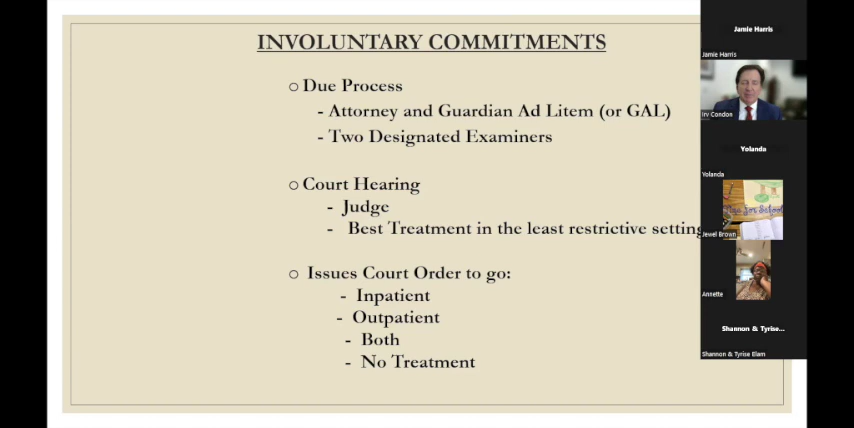 INVOLUNTARY COMMITMENTS
○ Due Process
- Attorney and Guardian Ad Litem (or GAL)
- Two Designated Examiners
○ Court Hearing
- Judge
- Best Treatment in the least restrictive setting
○ Issues Court Order to go:
- Inpatient
- Outpatient
- Both
- No Treatment
Jamie Harris
Jamie Harris
Irv Condon
Yolanda
Yolanda
for School
Jewel Brown
Annette
Shannon & Tyrise...
Shannon & Tyrise Elam